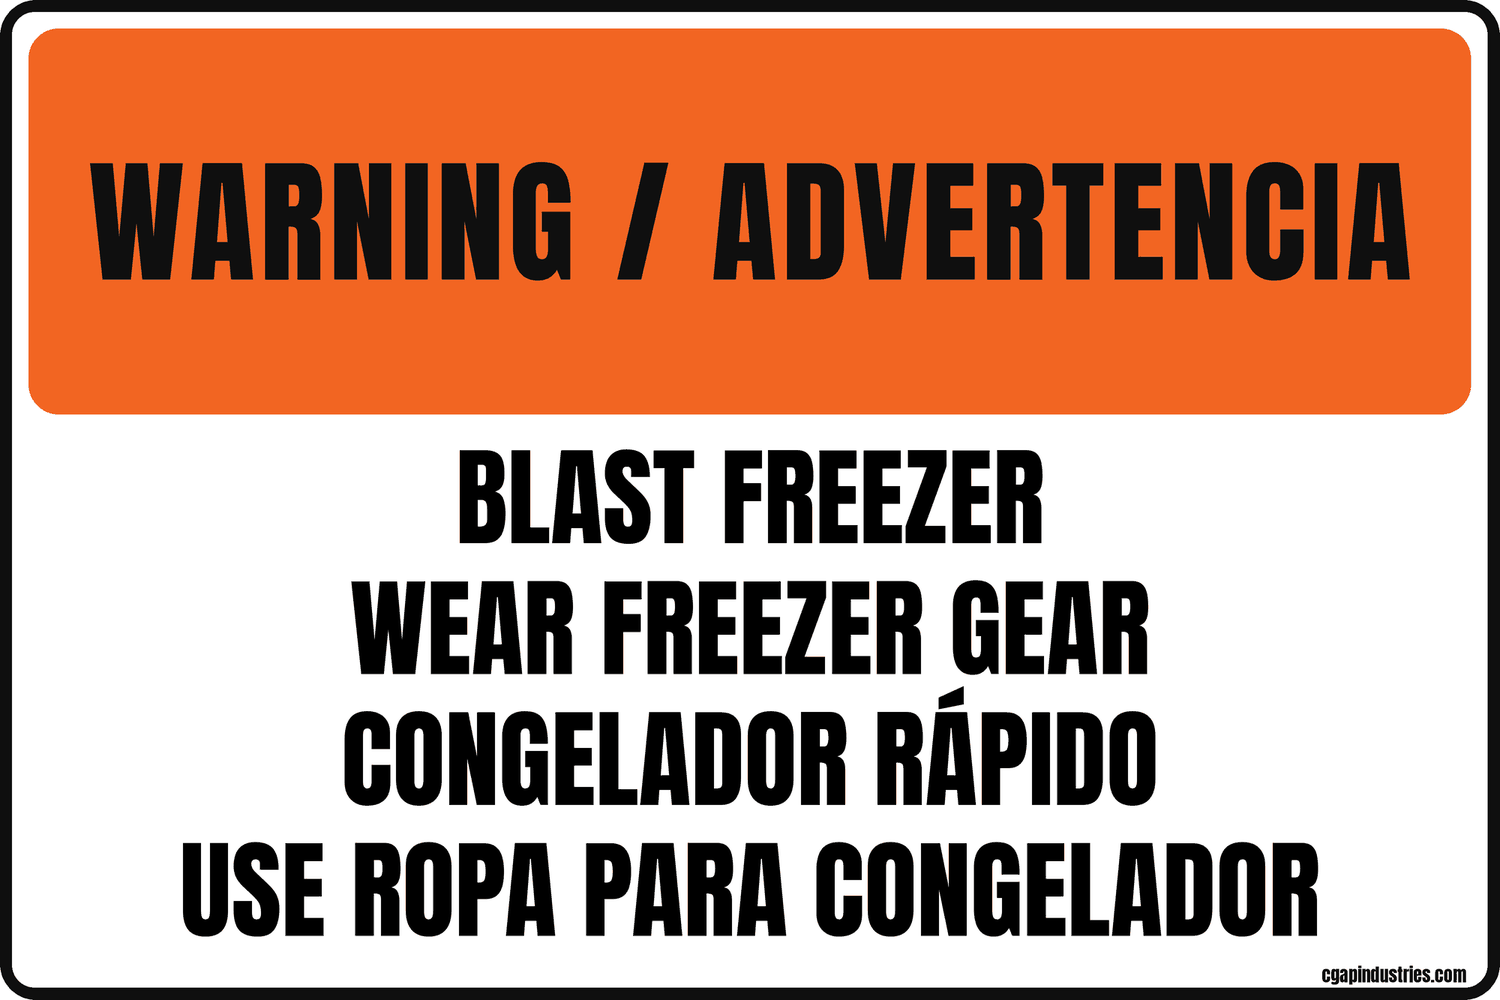 WARNING / ADVERTENCIA
BLAST FREEZER
WEAR FREEZER GEAR
CONGELADOR RÁPIDO
USE ROPA PARA CONGELADOR
cgapindustries.com